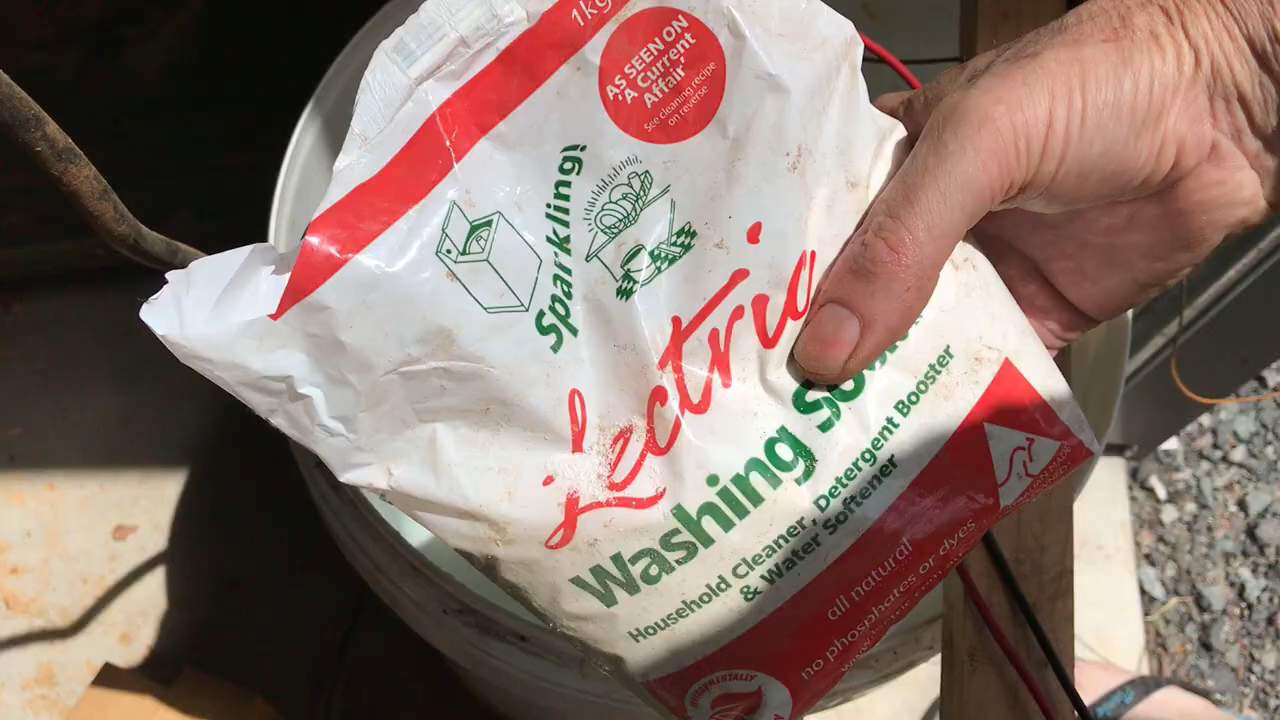 1kg
AS SEEN ON
'A Current
Affair'
See cleaning recipe
on reverse
Sparkling!
Lectric
Washing
Household Cleaner, Detergent Booster
& Water Softener
all natural
no phosphates or dyes